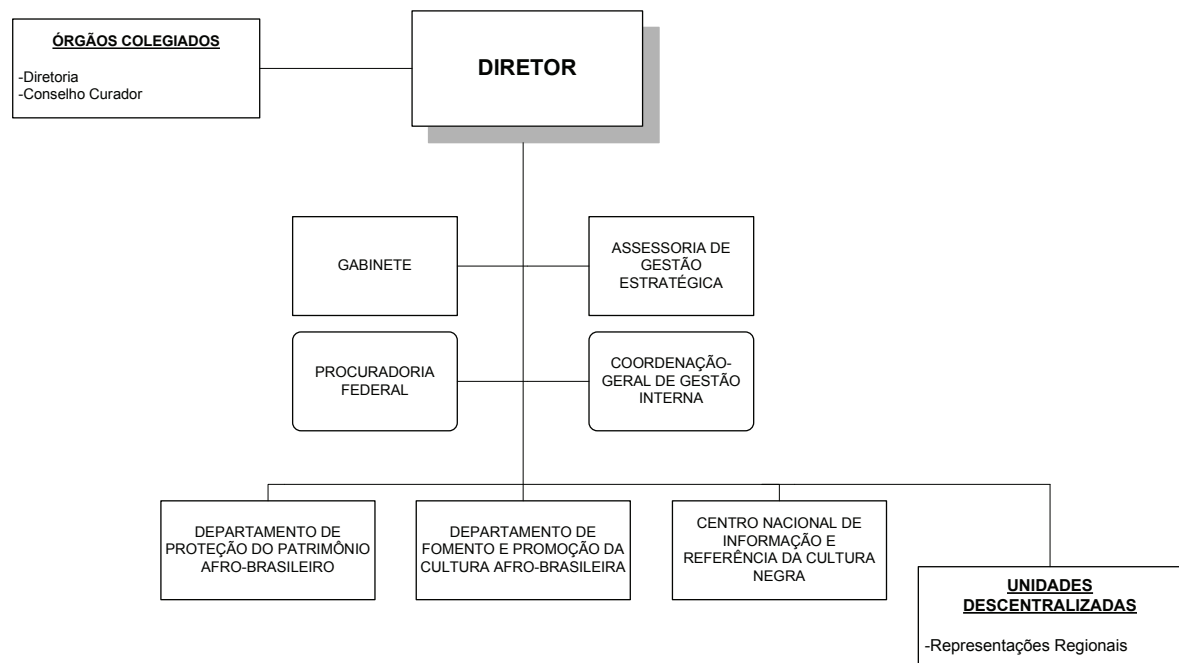 ÓRGÃOS COLEGIADOS
-Diretoria
-Conselho Curador
DIRETOR
GABINETE
ASSESSORIA DE
GESTÃO
ESTRATÉGICA
PROCURADORIA
FEDERAL
COORDENAÇÃO-
GERAL DE GESTÃO
INTERNA
DEPARTAMENTO DE
PROTEÇÃO DO PATRIMÔNIO
AFRO-BRASILEIRO
DEPARTAMENTO DE
FOMENTO E PROMOÇÃO DA
CULTURA AFRO-BRASILEIRA
CENTRO NACIONAL DE
INFORMAÇÃO E
REFERÊNCIA DA CULTURA
NEGRA
UNIDADES
DESCENTRALIZADAS
-Representações Regionais